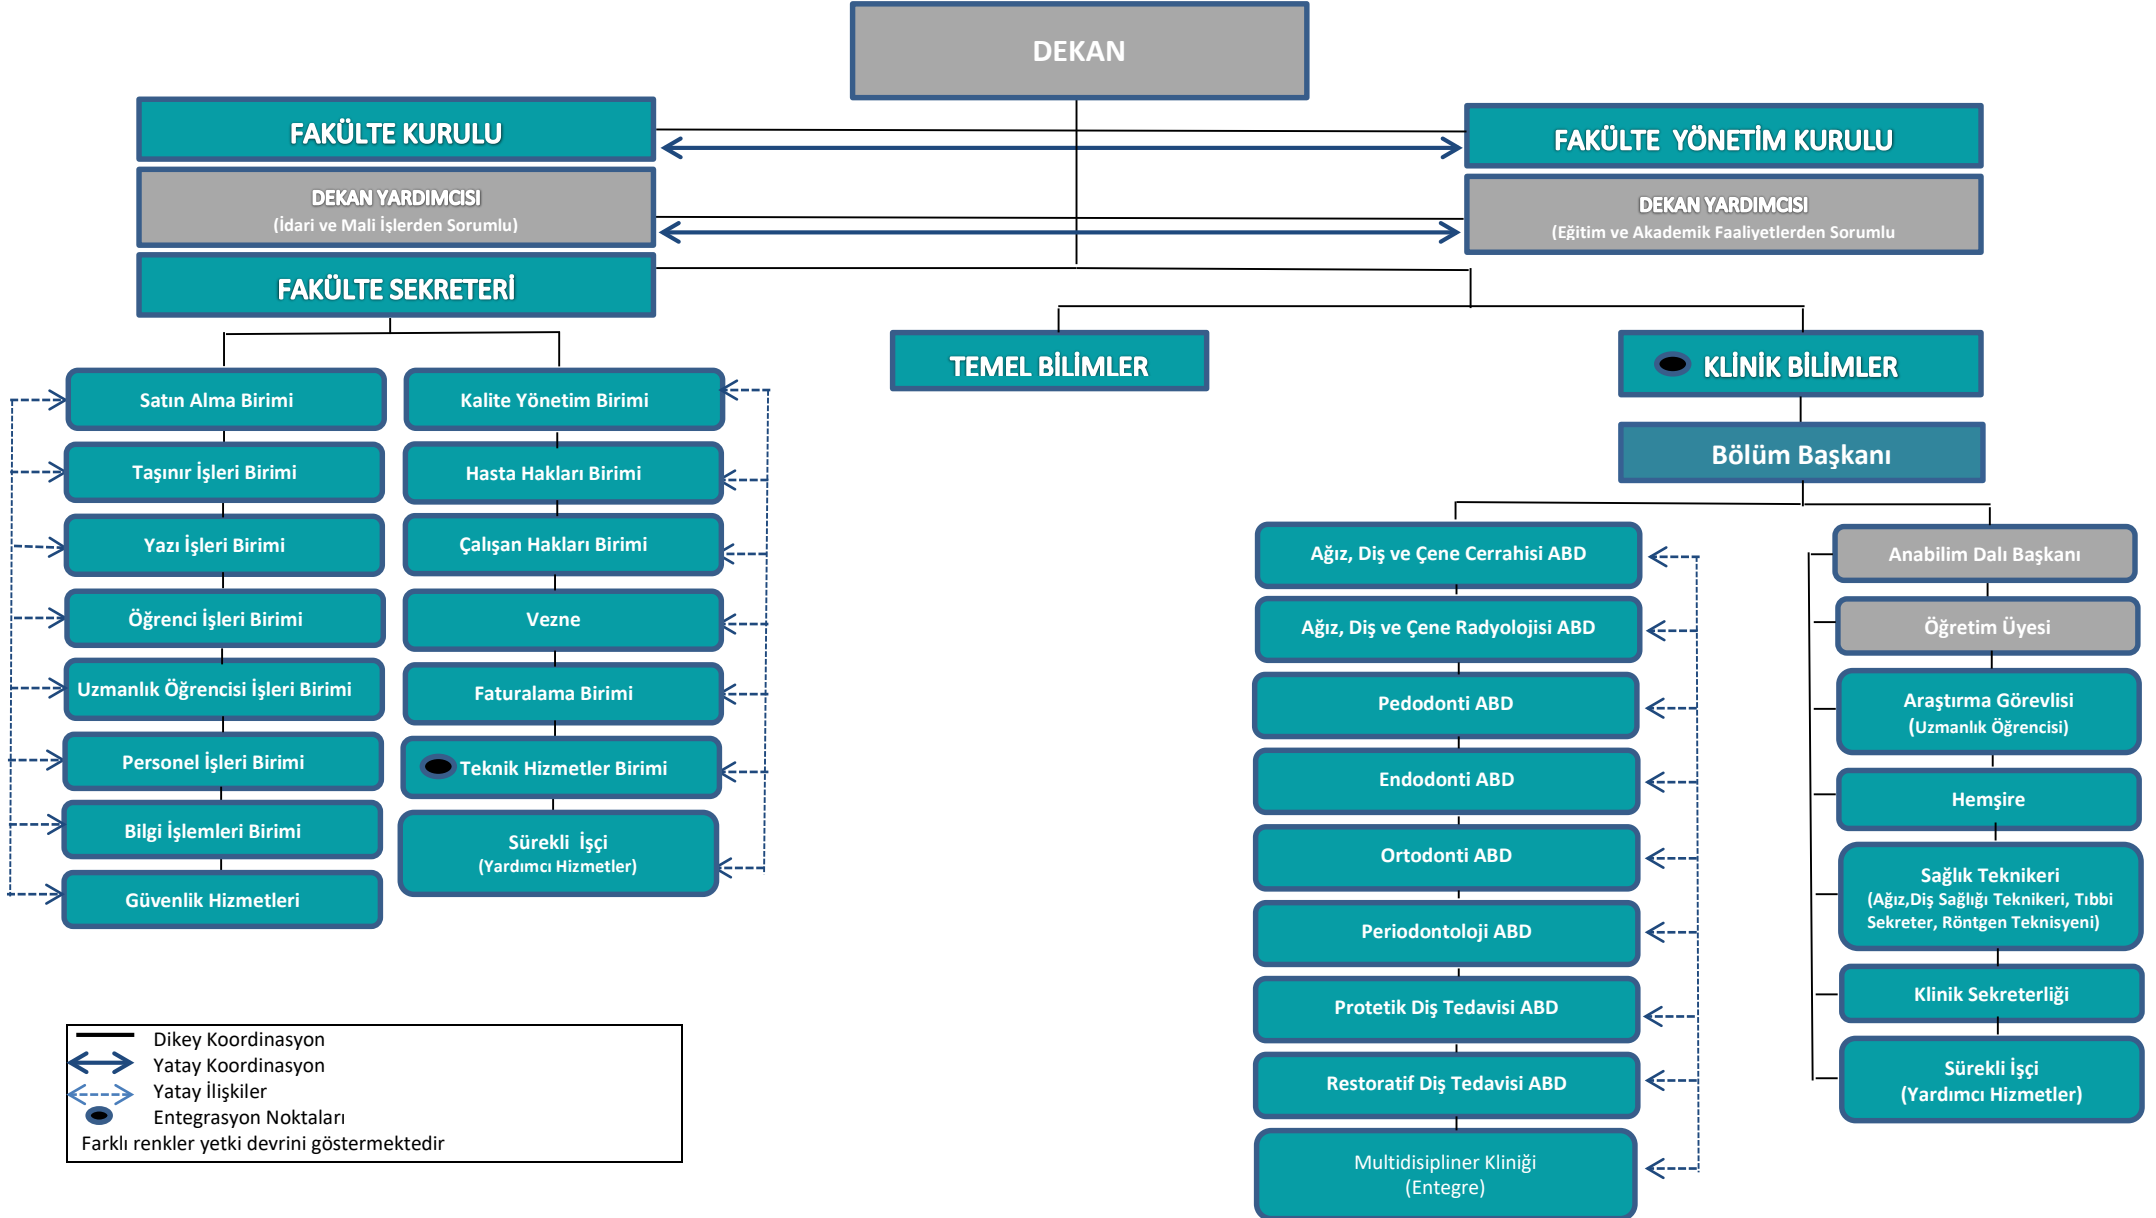 DEKAN
FAKÜLTE KURULU
FAKÜLTE  YÖNETİM KURULU
DEKAN YARDIMCISI
(İdari ve Mali İşlerden Sorumlu)
DEKAN YARDIMCISI
(Eğitim ve Akademik Faaliyetlerden Sorumlu
FAKÜLTE SEKRETERİ
TEMEL BİLİMLER
KLİNİK BİLİMLER
Bölüm Başkanı
Satın Alma Birimi
Taşınır İşleri Birimi
Yazı İşleri Birimi
Öğrenci İşleri Birimi
Uzmanlık Öğrencisi İşleri Birimi
Personel İşleri Birimi
Bilgi İşlemleri Birimi
Güvenlik Hizmetleri
Kalite Yönetim Birimi
Hasta Hakları Birimi
Çalışan Hakları Birimi
Vezne
Faturalama Birimi
Teknik Hizmetler Birimi
Sürekli  İşçi
(Yardımcı Hizmetler)
Ağız, Diş ve Çene Cerrahisi ABD
Ağız, Diş ve Çene Radyolojisi ABD
Pedodonti ABD
Endodonti ABD
Ortodonti ABD
Periodontoloji ABD
Protetik Diş Tedavisi ABD
Restoratif Diş Tedavisi ABD
Multidisipliner Kliniği
(Entegre)
Anabilim Dalı Başkanı
Öğretim Üyesi
Araştırma Görevlisi
(Uzmanlık Öğrencisi)
Hemşire
Sağlık Teknikeri
(Ağız,Diş Sağlığı Teknikeri, Tıbbi
Sekreter, Röntgen Teknisyeni)
Klinik Sekreterliği
Sürekli İşçi
(Yardımcı Hizmetler)
Dikey Koordinasyon
Yatay Koordinasyon
Yatay İlişkiler
Entegrasyon Noktaları
Farklı renkler yetki devrini göstermektedir